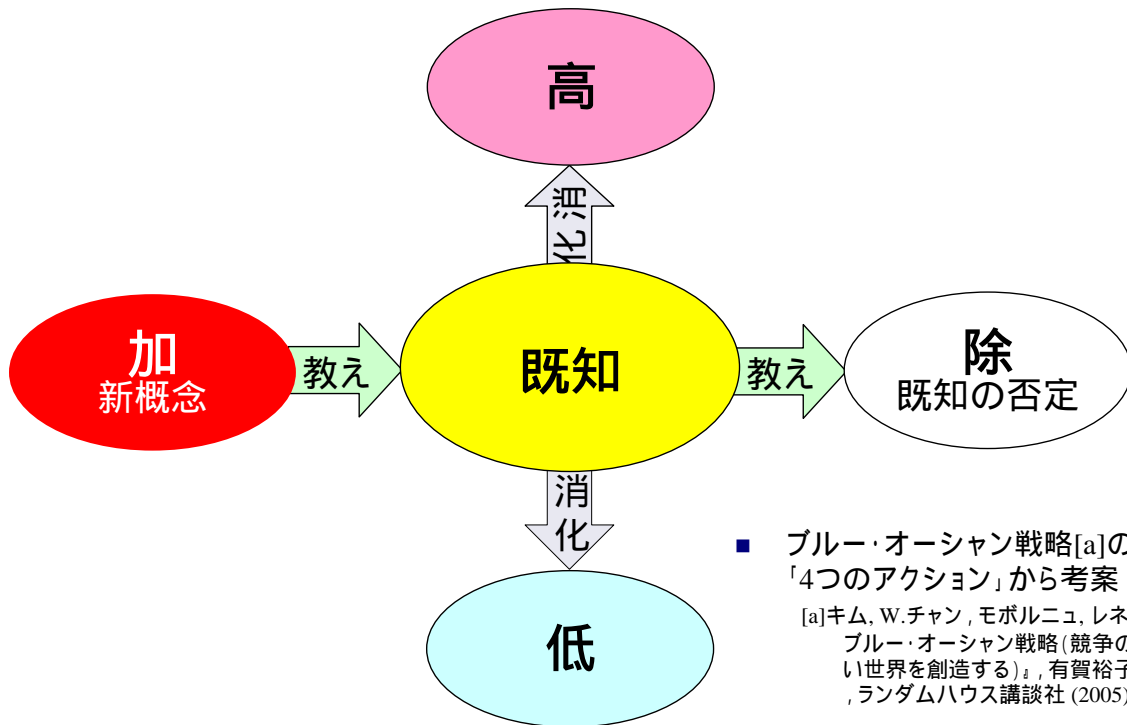 高
消化
加
新概念
教え
既知
教え
除
既知の否定
消
化
低
■ ブルー・オーシャン戦略[a]の
「4つのアクション」から考案
[a]キム, W.チャン , モボルニュ, レネ
ブルー・オーシャン戦略(競争の
い世界を創造する)』, 有賀裕子
, ランダムハウス講談社 (2005)